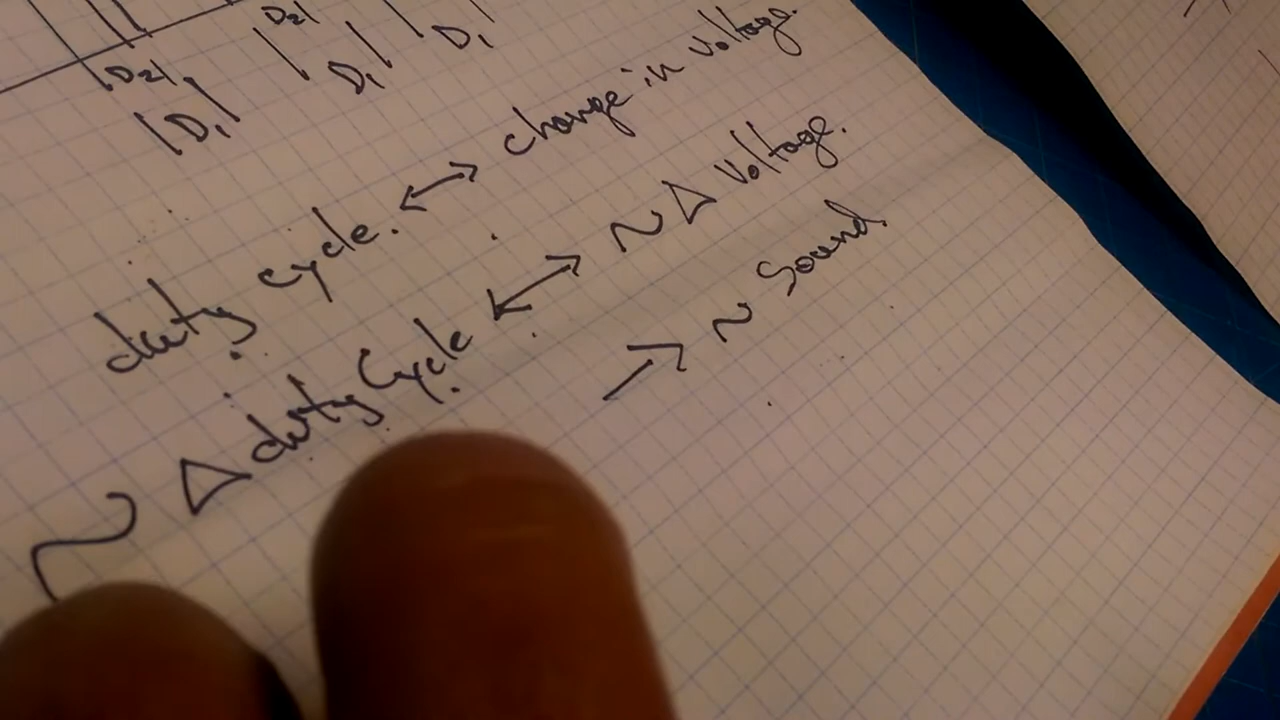 D2
D1
|D2|
D1
|D1|
duty cycle. ↔ change in voltage.
~ Δ duty Cycle ↔ ~ Δ Voltage.
→ ~ Sound.